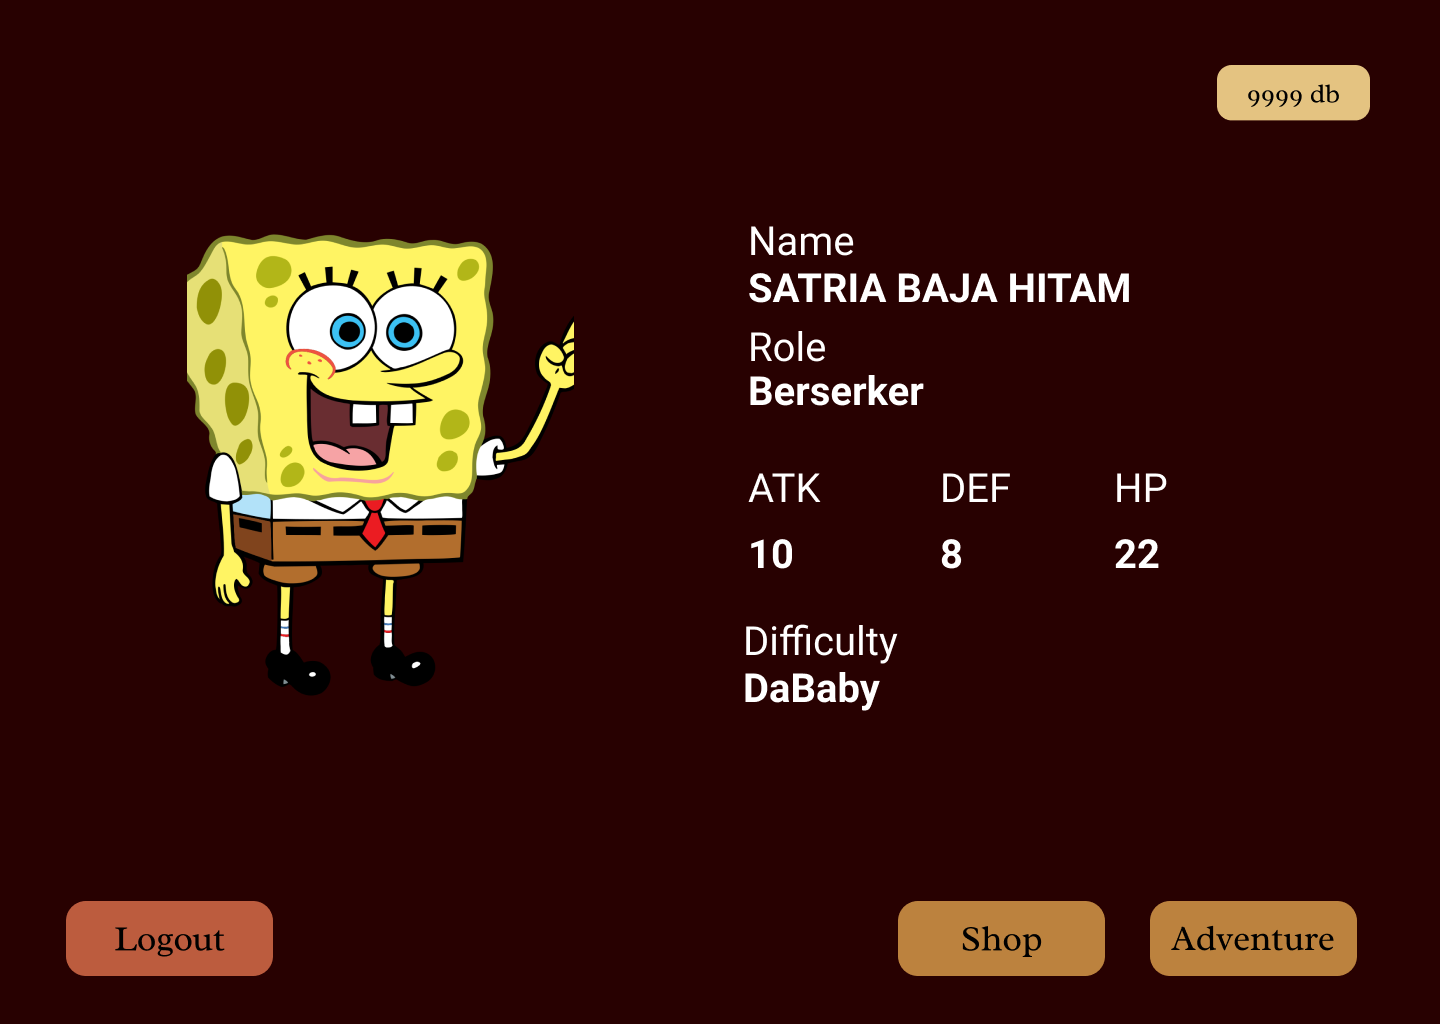 9999 db
Name
SATRIA BAJA HITAM
Role
Berserker
ATK DEF HP
10 8 22
Difficulty
DaBaby
Logout Shop Adventure